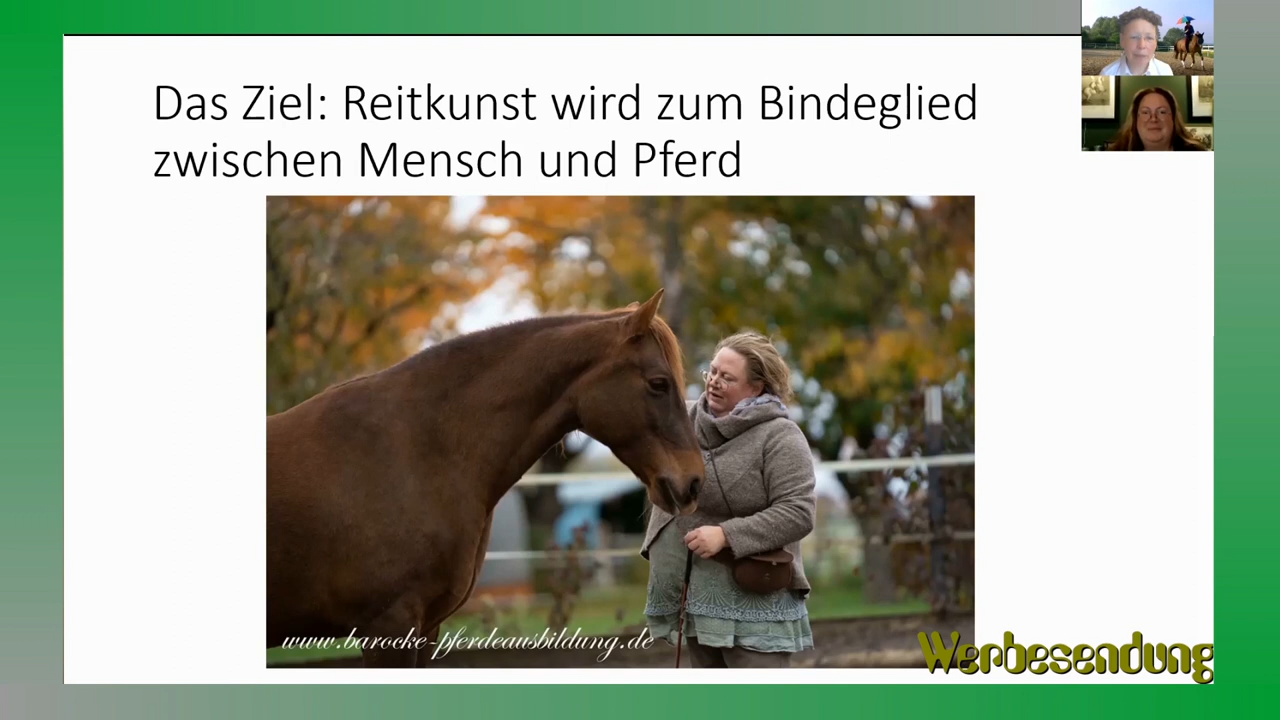 Das Ziel: Reitkunst wird zum Bindeglied
zwischen Mensch und Pferd
www.barocke-pferdeausbildung.de
Werbesendung